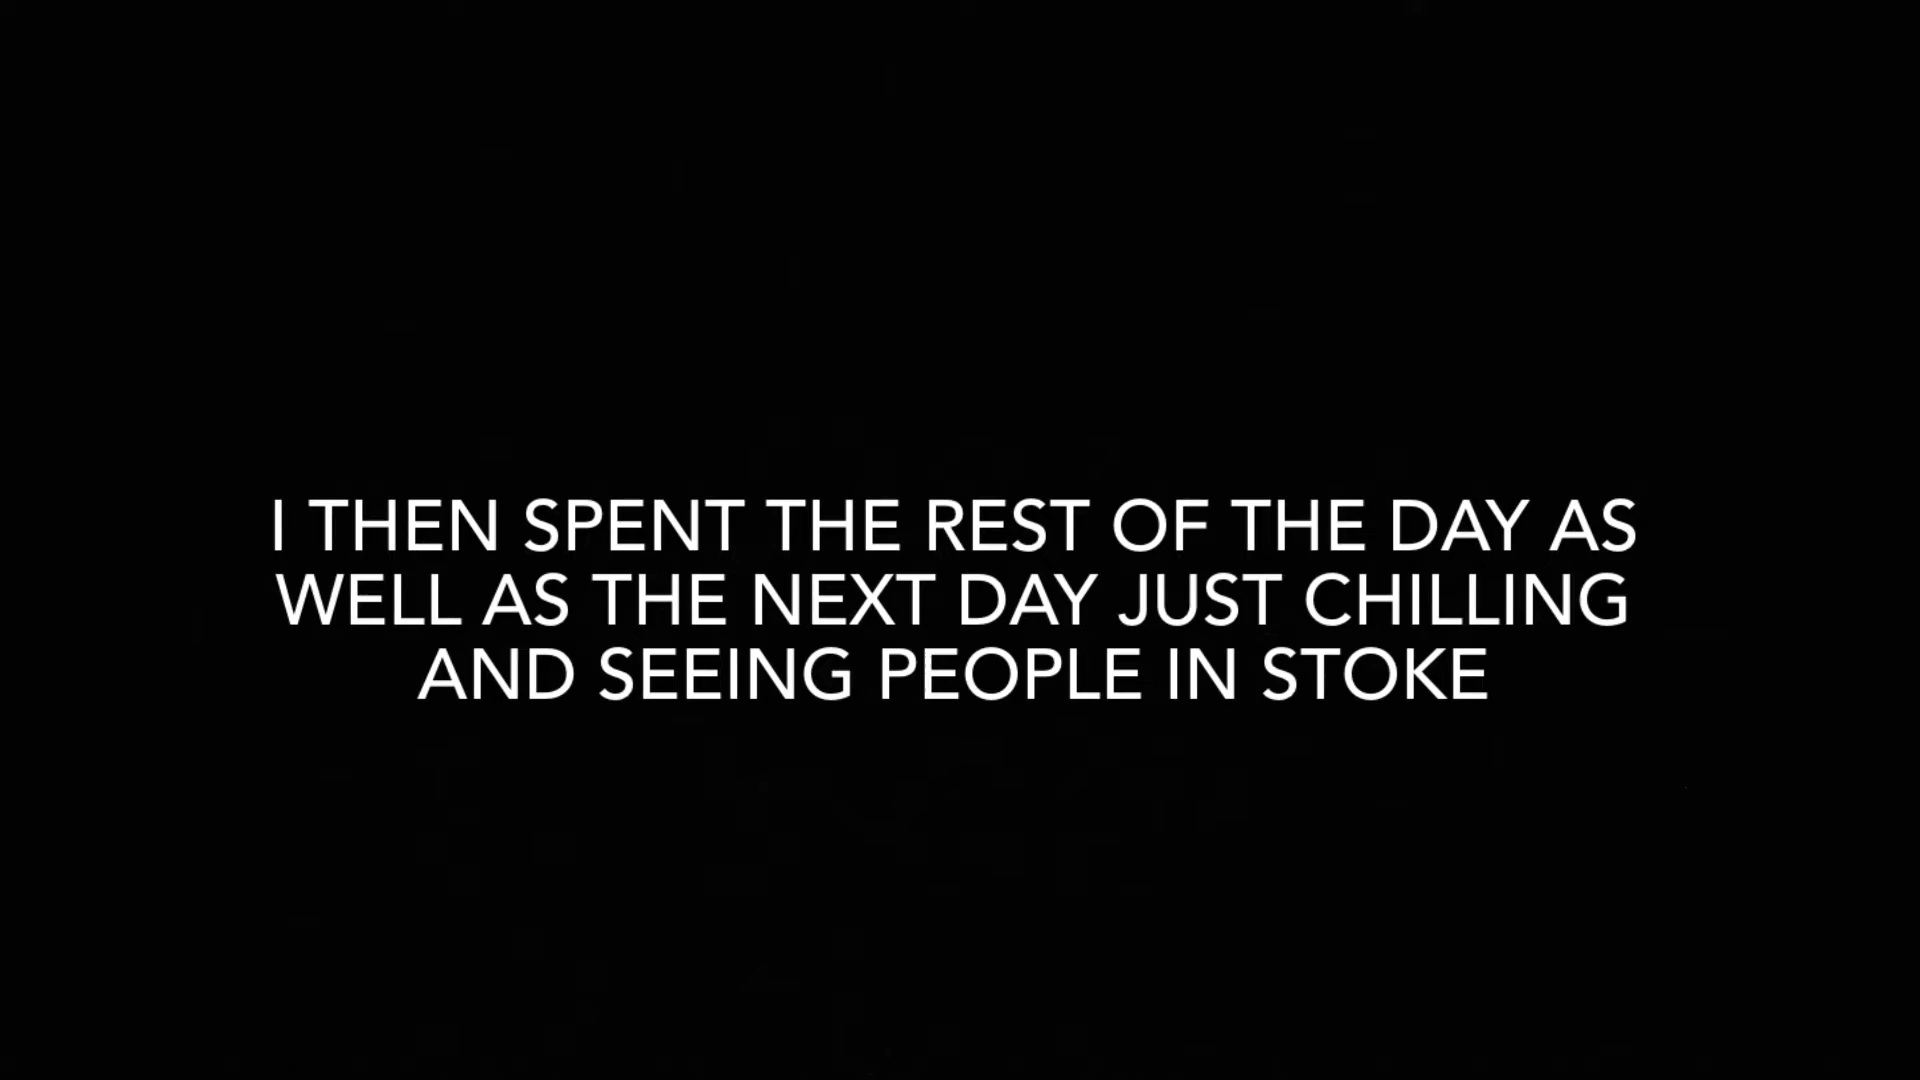 I THEN SPENT THE REST OF THE DAY AS
WELL AS THE NEXT DAY JUST CHILLING
AND SEEING PEOPLE IN STOKE